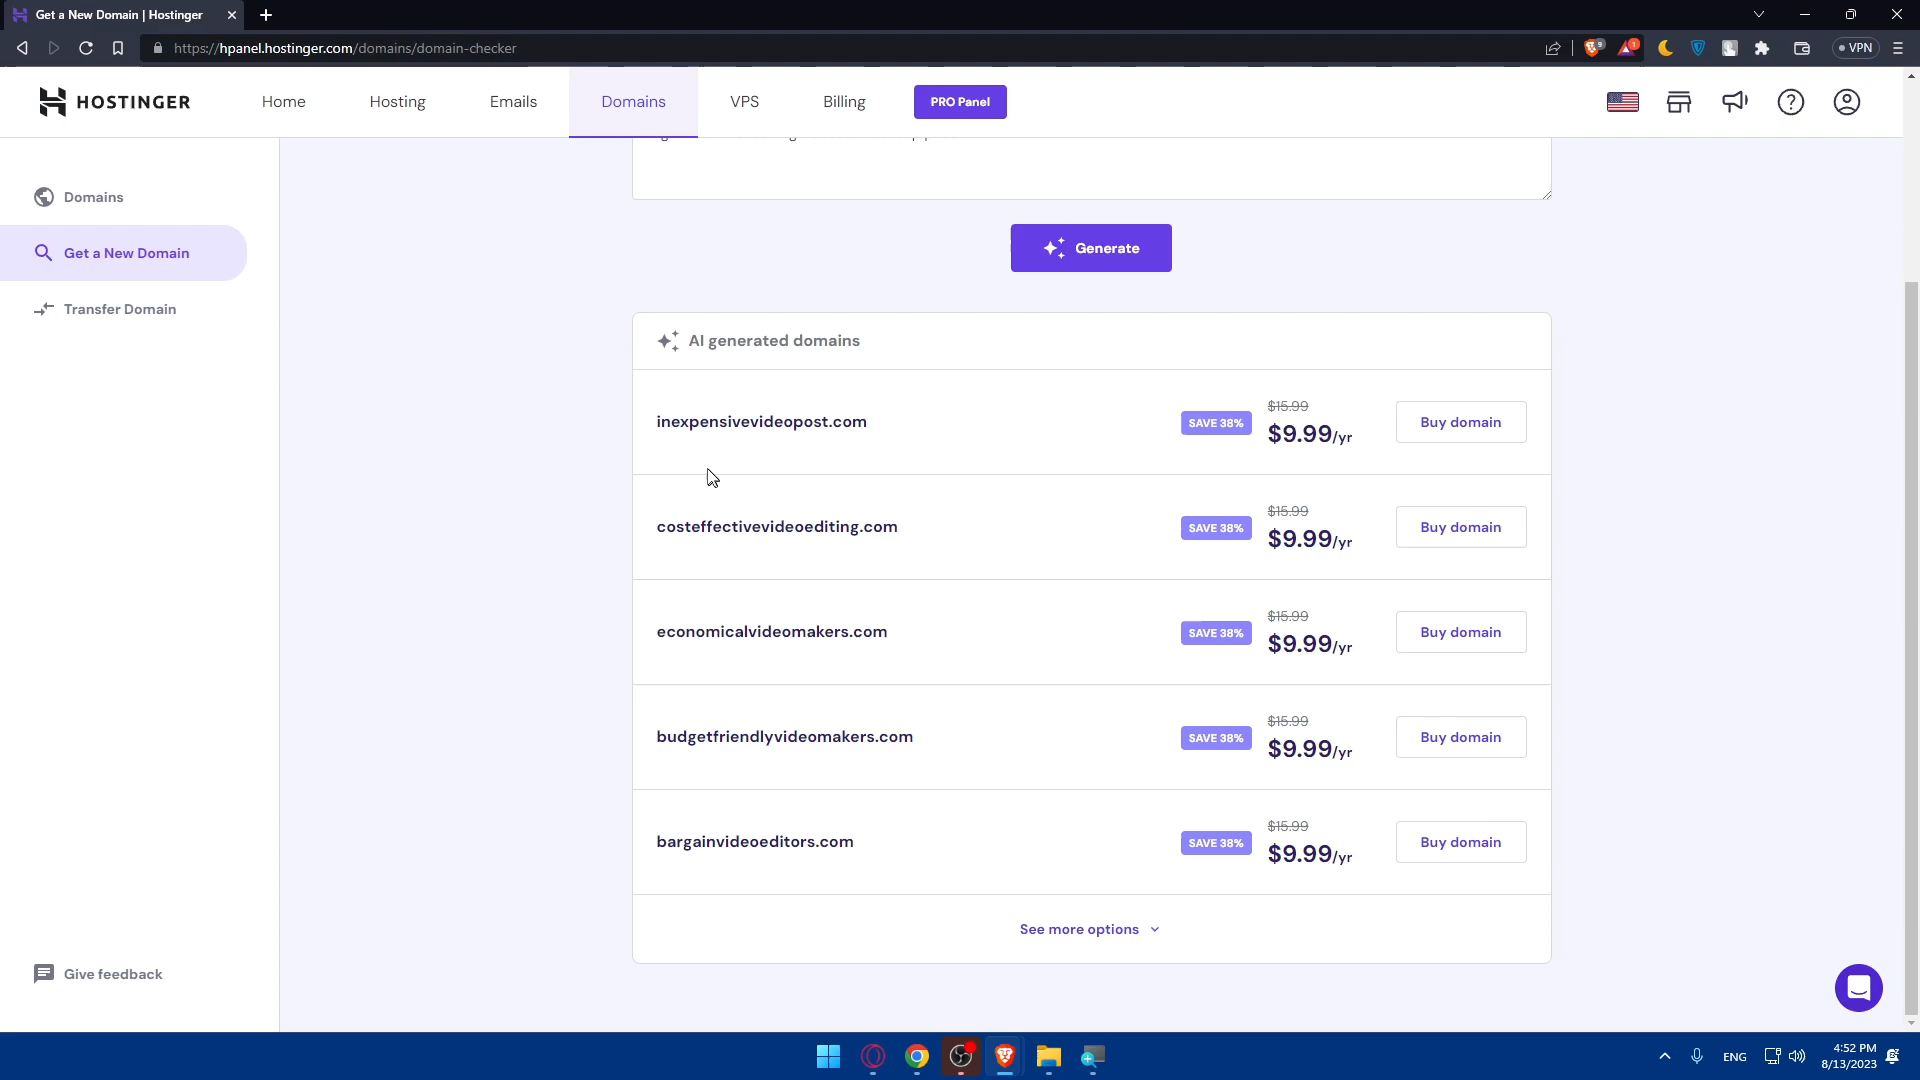 Get a New Domain | Hostinger
https://hpanel.hostinger.com/domains/domain-checker
9
1
VPN
HOSTINGER
Home
Hosting
Emails
Domains
VPS
Billing
PRO Panel
Domains
Get a New Domain
Transfer Domain
Generate
AI generated domains
inexpensivevideopost.com
SAVE 38%
$15.99
$9.99/yr
Buy domain
costeffectivevideoediting.com
SAVE 38%
$15.99
$9.99/yr
Buy domain
economicalvideomakers.com
SAVE 38%
$15.99
$9.99/yr
Buy domain
budgetfriendlyvideomakers.com
SAVE 38%
$15.99
$9.99/yr
Buy domain
bargainvideoeditors.com
SAVE 38%
$15.99
$9.99/yr
Buy domain
See more options
Give feedback
ENG
4:52 PM
8/13/2023